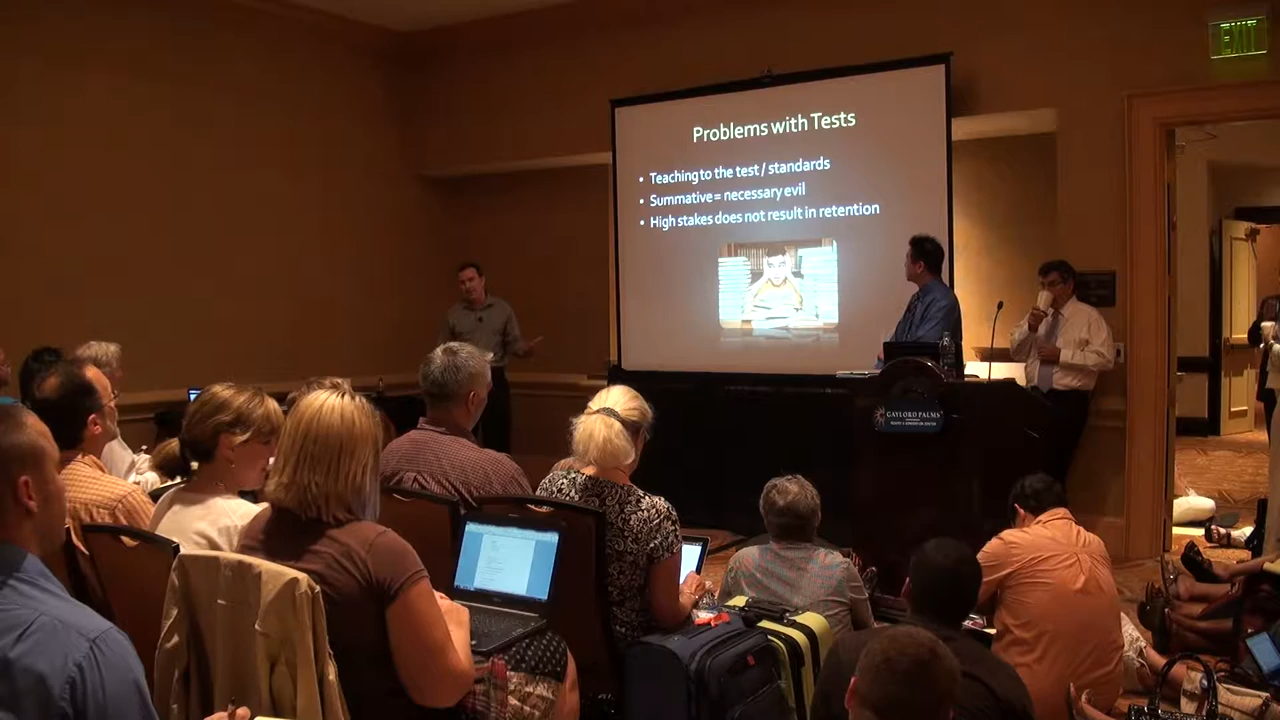 EXIT
Problems with Tests
• Teaching to the test / standards
• Summative = necessary evil
• High stakes does not result in retention
GAYLORD PALMS